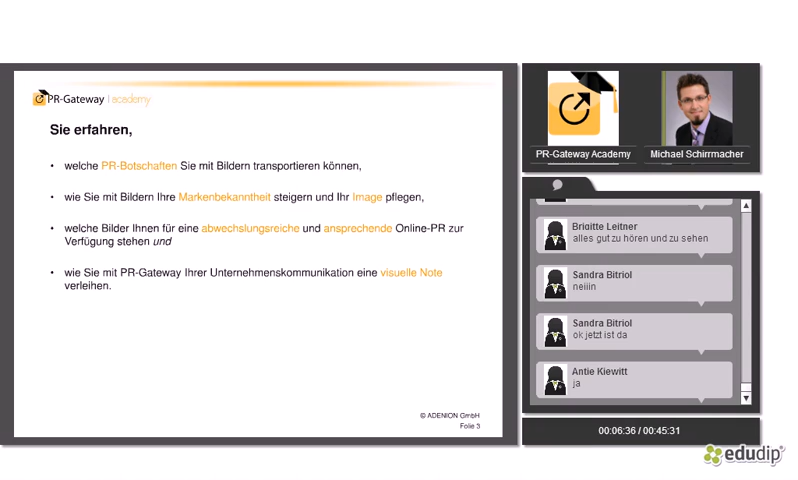 PR-Gateway | academy
Sie erfahren,
• welche PR-Botschaften Sie mit Bildern transportieren können,
• wie Sie mit Bildern Ihre Markenbekanntheit steigern und Ihr Image pflegen,
• welche Bilder Ihnen für eine abwechslungsreiche und ansprechende Online-PR zur
Verfügung stehen und
• wie Sie mit PR-Gateway Ihrer Unternehmenskommunikation eine visuelle Note
verleihen.
© ADENION GmbH
Folie 3
PR-Gateway Academy
Michael Schirrmacher
Brigitte Leitner
alles gut zu hören und zu sehen
Sandra Bitriol
neiiin
Sandra Bitriol
ok jetzt ist da
Antie Kiewitt
ja
00:06:36 / 00:45:31
edudip